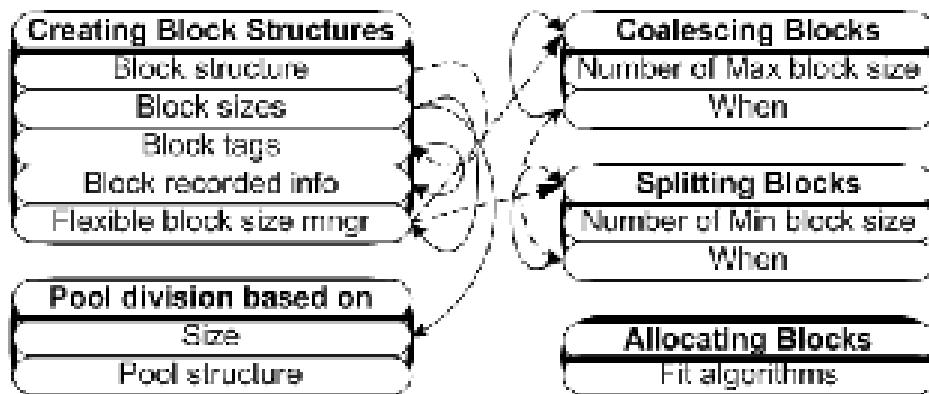 Creating Block Structures
Block structure
Block sizes
Block tags
Block recorded info
Flexible block size mngr
Pool division based on
Size
Pool structure
Coalescing Blocks
Number of Max block size
When
Splitting Blocks
Number of Min block size
When
Allocating Blocks
Fit algorithms